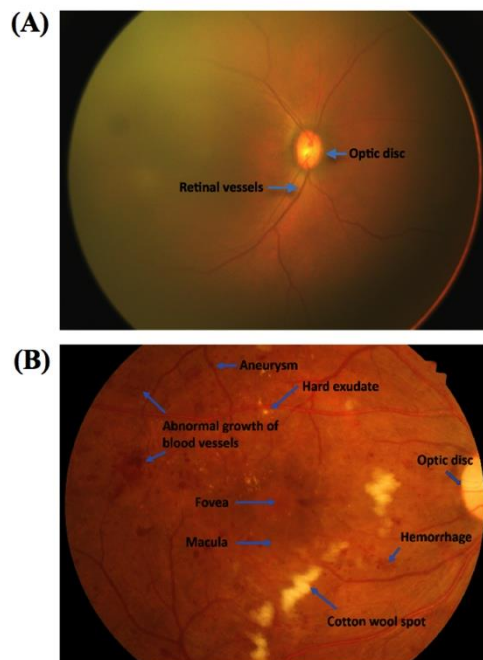 (A)
Optic disc
Retinal vessels
(B)
Aneurysm
Hard exudate
Abnormal growth of
blood vessels
Optic disc
Fovea
Macula
Hemorrhage
Cotton wool spot